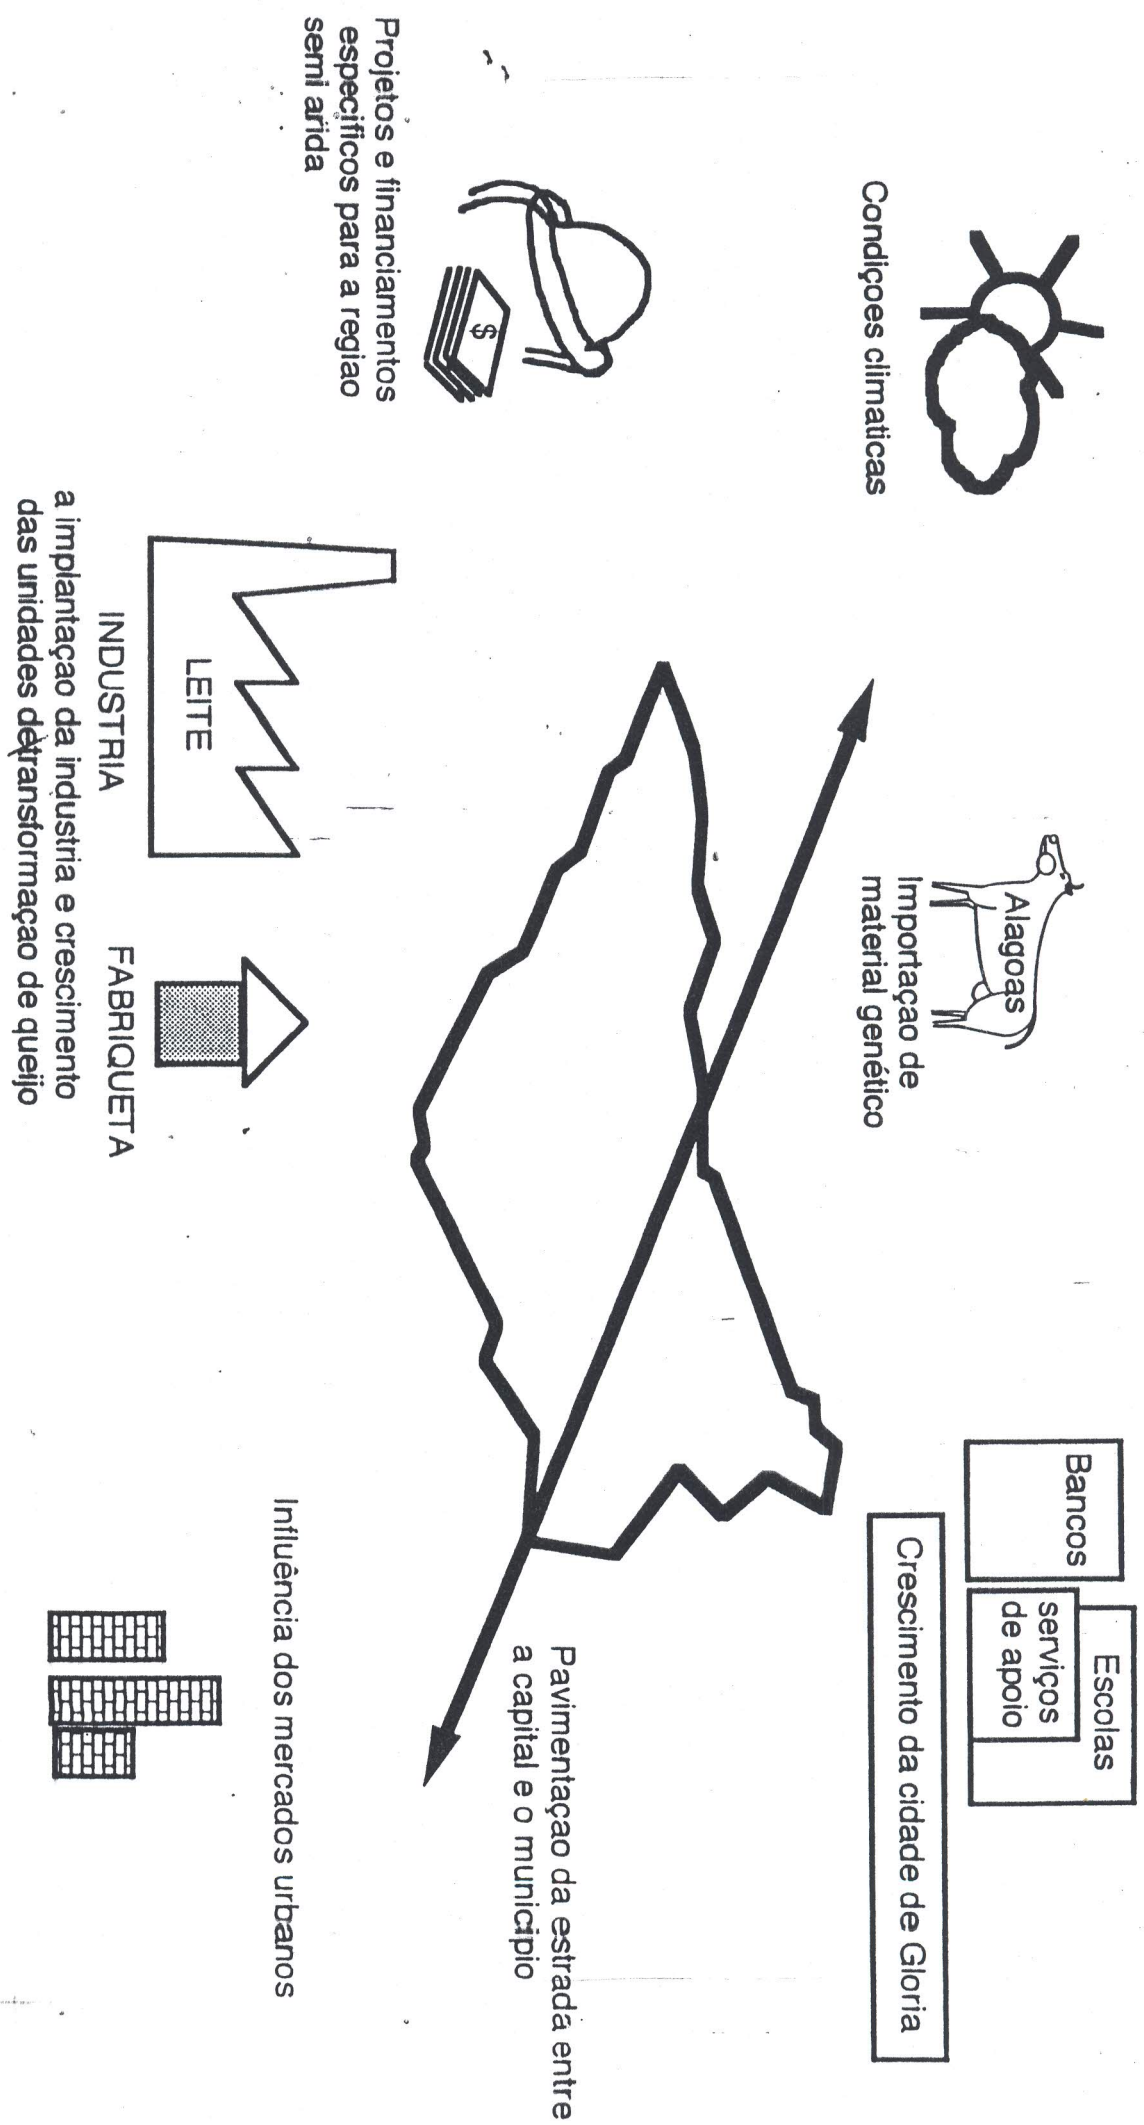 Condiçoes climaticas
Alagoas
Importaçao de
material genético
Bancos
Escolas
serviços
de apoio
Crescimento da cidade de Gloria
Projetos e financiamentos
especificos para a regiao
semi arida
$
Pavimentaçao da estrada entre
a capital e o municipio
LEITE
INDUSTRIA
FABRIQUETA
a implantaçao da industria e crescimento
das unidades detransformaçao de queijo
Influência dos mercados urbanos